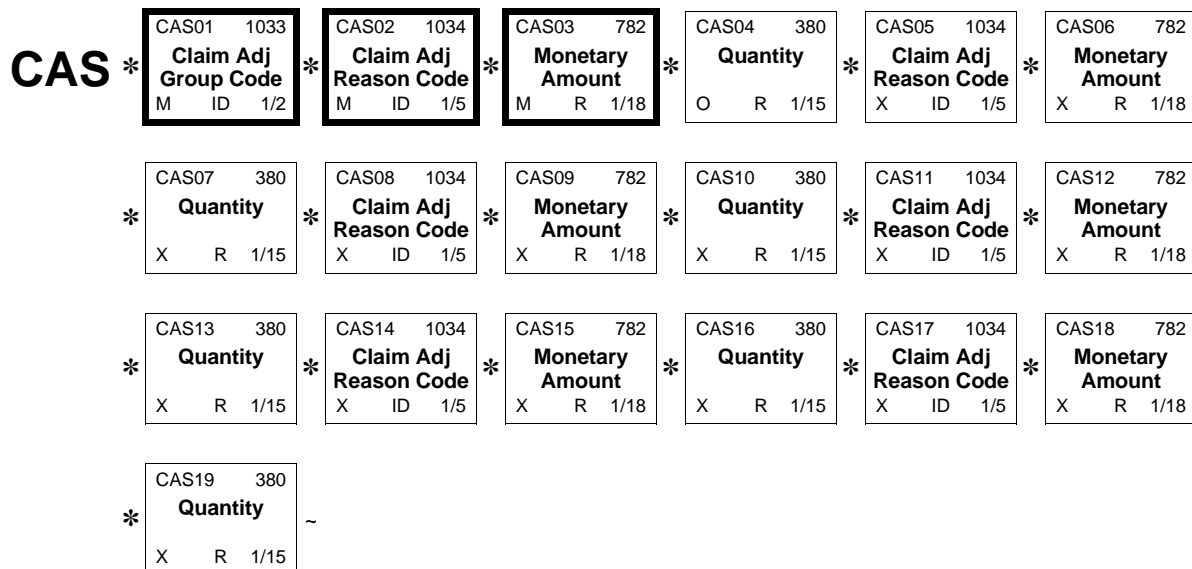 CAS01 1033 CAS02 1034 CAS03 782 CAS04 380 CAS05 1034 CAS06 782
CAS * Claim Adj Group Code * Claim Adj Reason Code * Monetary Amount * Quantity * Claim Adj Reason Code * Monetary Amount
M ID 1/2 M ID 1/5 M R 1/18 O R 1/15 X ID 1/5 X R 1/18
CAS07 380 CAS08 1034 CAS09 782 CAS10 380 CAS11 1034 CAS12 782
* Quantity * Claim Adj Reason Code * Monetary Amount * Quantity * Claim Adj Reason Code * Monetary Amount
X R 1/15 X ID 1/5 X R 1/18 X R 1/15 X ID 1/5 X R 1/18
CAS13 380 CAS14 1034 CAS15 782 CAS16 380 CAS17 1034 CAS18 782
* Quantity * Claim Adj Reason Code * Monetary Amount * Quantity * Claim Adj Reason Code * Monetary Amount
X R 1/15 X ID 1/5 X R 1/18 X R 1/15 X ID 1/5 X R 1/18
CAS19 380
* Quantity ~
X R 1/15